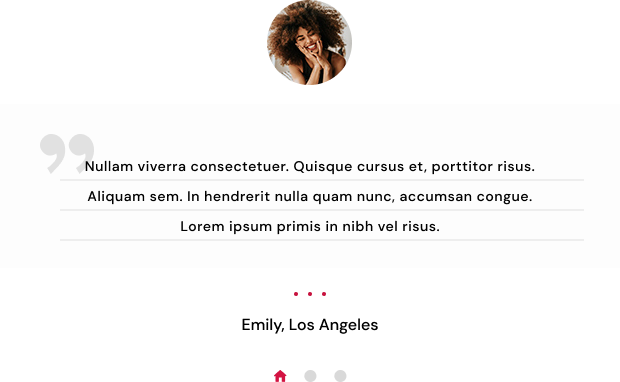 Nullam viverra consectetuer. Quisque cursus et, porttitor risus.
Aliquam sem. In hendrerit nulla quam nunc, accumsan congue.
Lorem ipsum primis in nibh vel risus.
Emily, Los Angeles